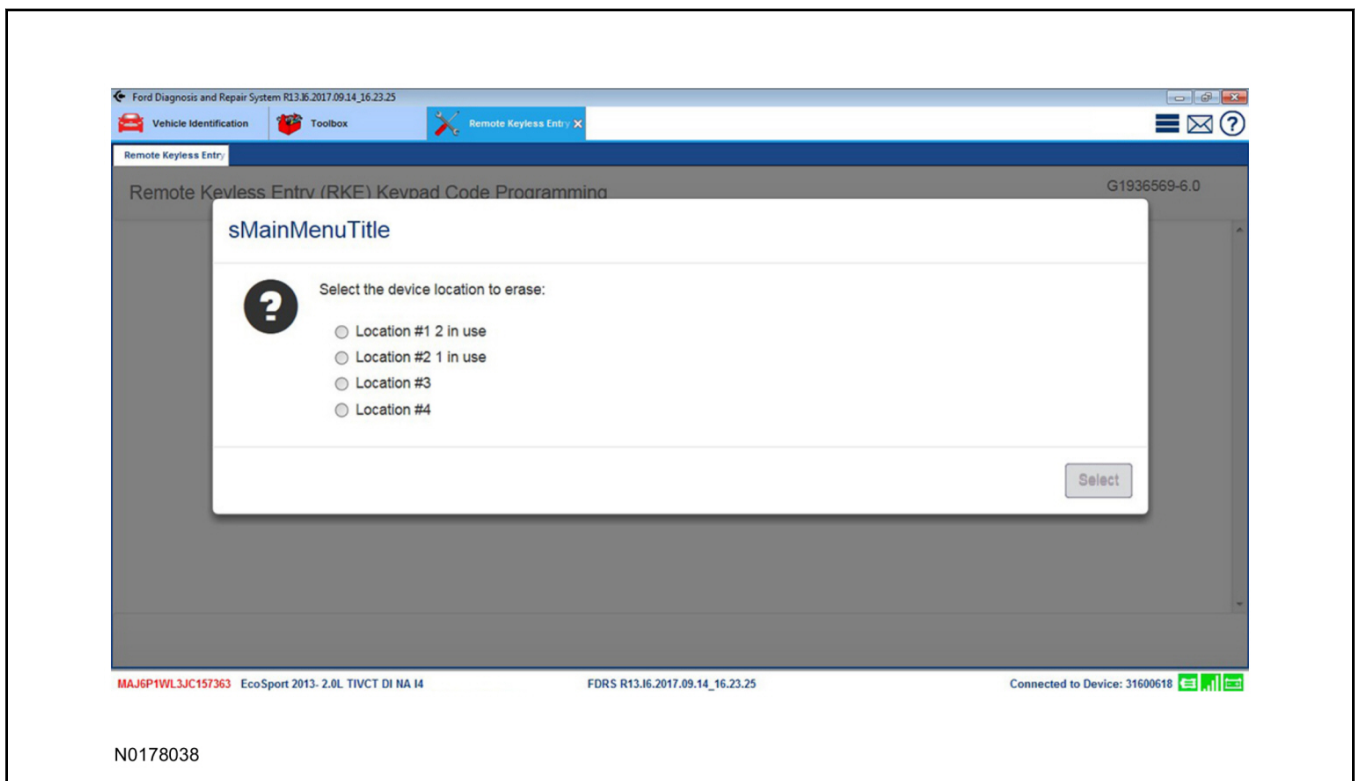 Ford Diagnosis and Repair System R13.I6.2017.09.14_16.23.25
Vehicle Identification Toolbox Remote Keyless Entry
Remote Keyless Entry
Remote Keyless Entry (RKE) Keypad Code Programming G1936569-6.0
sMainMenuTitle
Select the device location to erase:
Location #1 2 in use
Location #2 1 in use
Location #3
Location #4
Select
MAJ6P1WL3JC157363 EcoSport 2013- 2.0L TIVCT DI NA I4 FDRS R13.I6.2017.09.14_16.23.25 Connected to Device: 31600618
N0178038